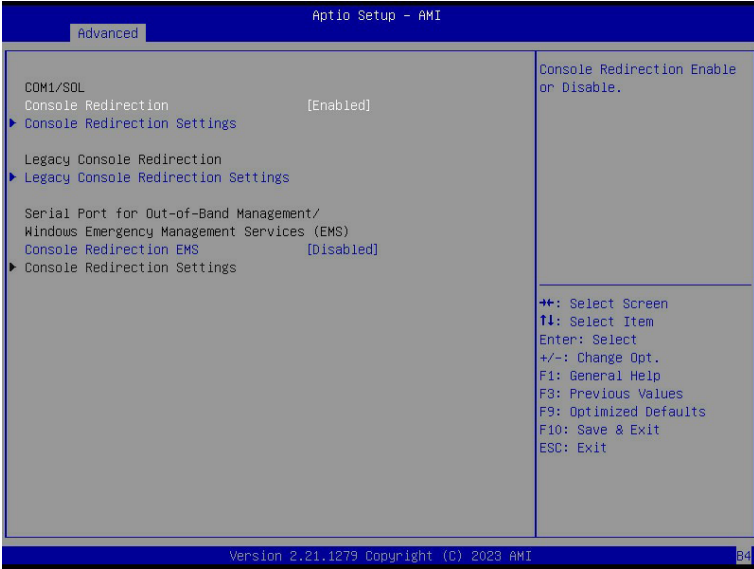 Aptio Setup - AMI
Advanced
COM1/SOL
Console Redirection [Enabled]
Console Redirection Settings
Legacy Console Redirection
Legacy Console Redirection Settings
Serial Port for Out-of-Band Management/
Windows Emergency Management Services (EMS)
Console Redirection EMS [Disabled]
Console Redirection Settings
Console Redirection Enable
or Disable.
→←: Select Screen
↑↓: Select Item
Enter: Select
+/-: Change Opt.
F1: General Help
F3: Previous Values
F9: Optimized Defaults
F10: Save & Exit
ESC: Exit
Version 2.21.1279 Copyright (C) 2023 AMI
B4